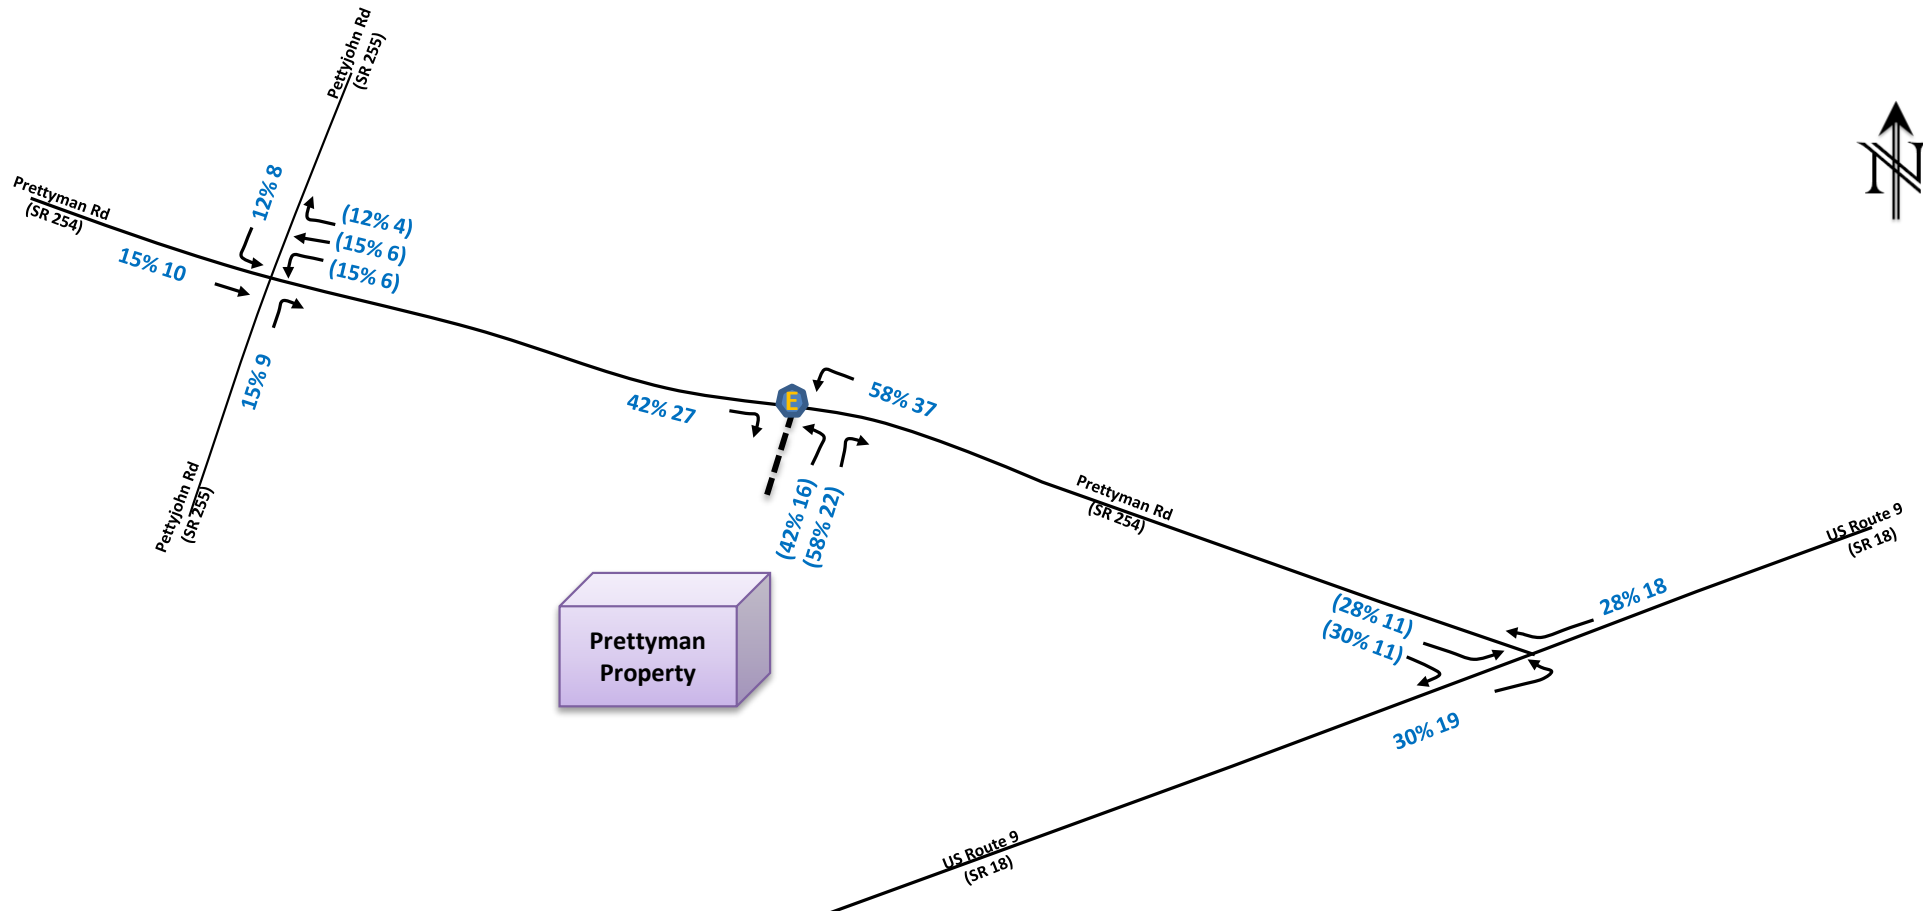 Pettyjohn Rd
(SR 255)
N
Prettyman Rd
(SR 254)
12% 8
(12% 4)
(15% 6)
(15% 6)
15% 10
15% 9
Pettyjohn Rd
(SR 255)
E
58% 37
42% 27
(42% 16)
(58% 22)
Prettyman Rd
(SR 254)
Prettyman
Property
US Route 9
(SR 18)
28% 18
(28% 11)
(30% 11)
30% 19
US Route 9
(SR 18)